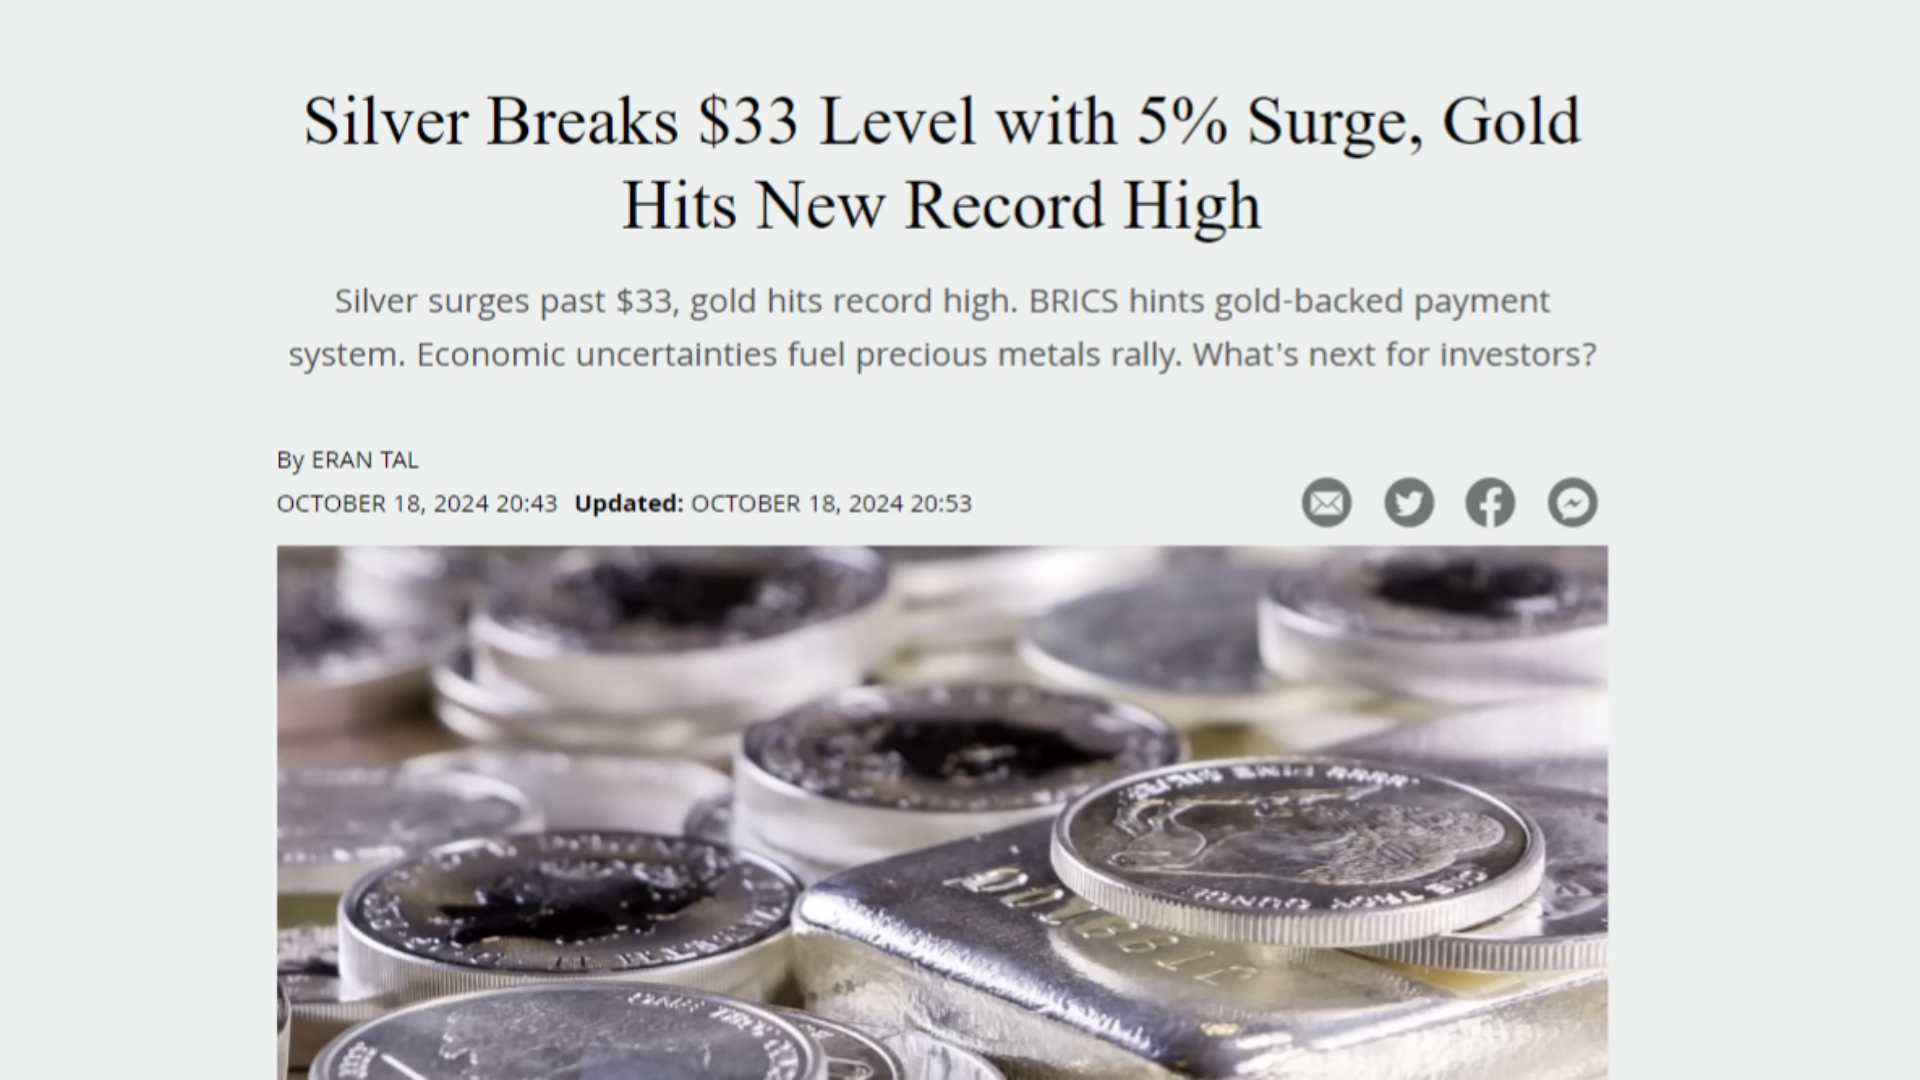 Silver Breaks $33 Level with 5% Surge, Gold
Hits New Record High
Silver surges past $33, gold hits record high. BRICS hints gold-backed payment
system. Economic uncertainties fuel precious metals rally. What's next for investors?
By ERAN TAL
OCTOBER 18, 2024 20:43 Updated: OCTOBER 18, 2024 20:53